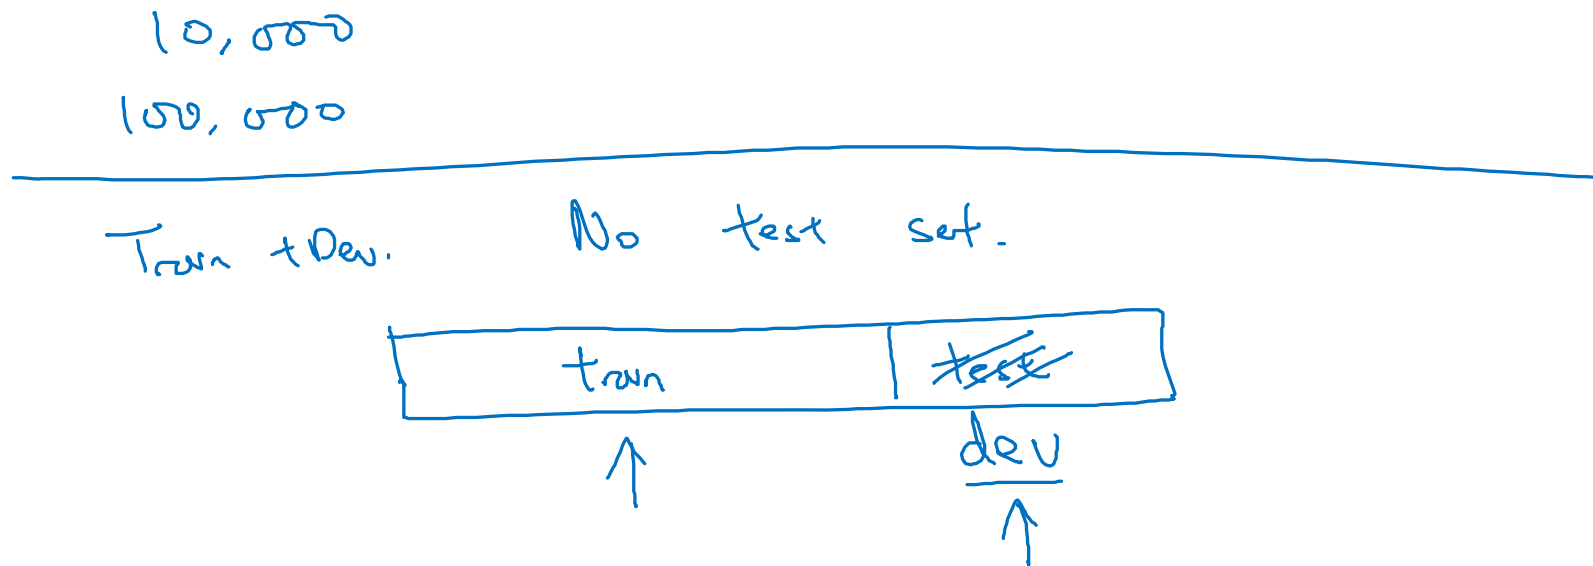 10,000
100,000
Train + Dev. No test set.
train test
dev